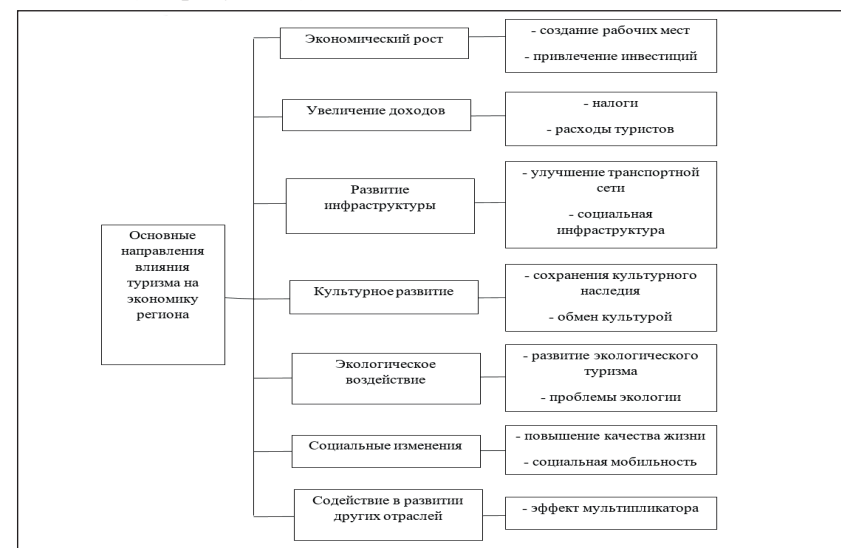 Экономический рост
- создание рабочих мест
- привлечение инвестиций
Увеличение доходов
- налоги
- расходы туристов
Развитие
инфраструктуры
- улучшение транспортной
сети
- социальная
инфраструктура
Основные
направления
влияния
туризма на
экономику
региона
Культурное развитие
- сохранения культурного
наследия
- обмен культурой
Экологическое
воздействие
- развитие экологического
туризма
- проблемы экологии
Социальные изменения
- повышение качества жизни
- социальная мобильность
Содействие в развитии
других отраслей
- эффект мультипликатора